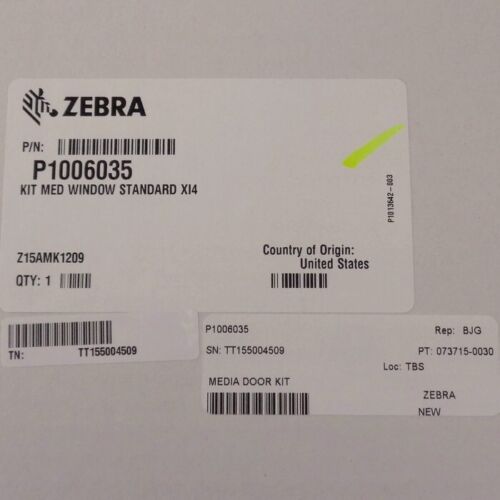 ZEBRA
P/N:
P1006035
KIT MED WINDOW STANDARD XI4
P1013642-003
Z15AMK1209
Country of Origin:
United States
QTY: 1
TN: TT155004509
P1006035 Rep: BJG
SN: TT155004509 PT: 073715-0030
Loc: TBS
MEDIA DOOR KIT
ZEBRA
NEW